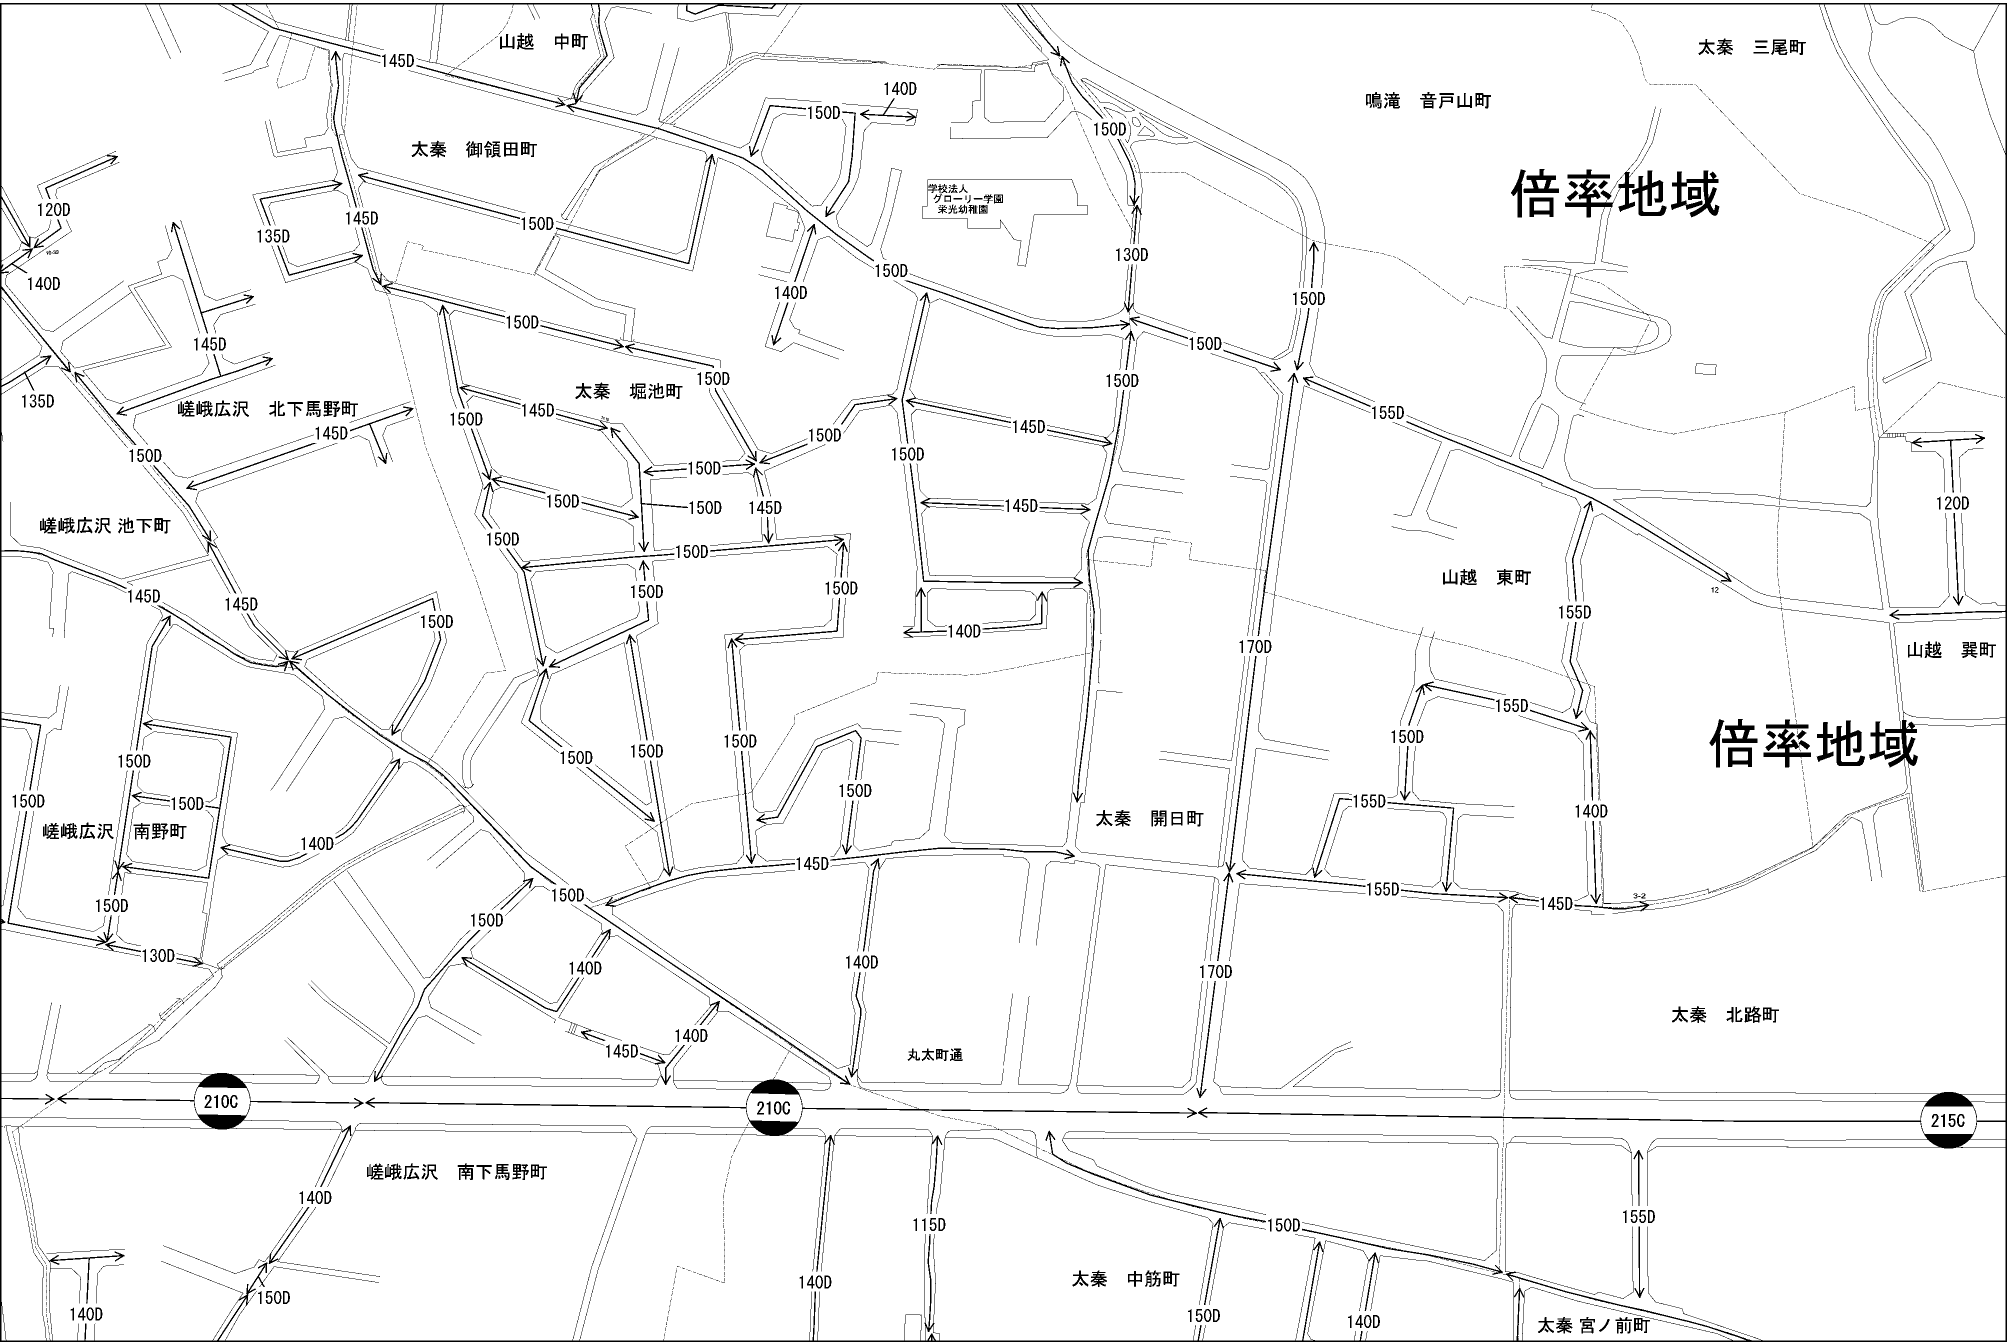 山越　中町
太秦　三尾町
145D
140D
150D
鳴滝　音戸山町
150D
太秦　御領田町
倍率地域
学校法人
グローリー学園
栄光幼稚園
120D
145D
150D
135D
130D
150D
140D
140D
150D
150D
150D
145D
150D
135D
150D
150D
太秦　堀池町
嵯峨広沢　北下馬野町
145D
155D
150D
145D
150D
145D
150D
150D
150D
150D
150D
145D
145D
120D
嵯峨広沢 池下町
150D
150D
山越　東町
12
145D
145D
150D
150D
155D
150D
140D
170D
山越　巽町
155D
150D
150D
150D
150D
倍率地域
150D
150D
150D
150D
155D
140D
嵯峨広沢　南野町
太秦　開日町
140D
145D
150D
155D
3-2
145D
150D
150D
130D
140D
140D
170D
太秦　北路町
145D
140D
丸太町通
210C
210C
215C
嵯峨広沢　南下馬野町
140D
115D
150D
155D
140D
150D
140D
太秦　中筋町
150D
140D
太秦 宮ノ前町